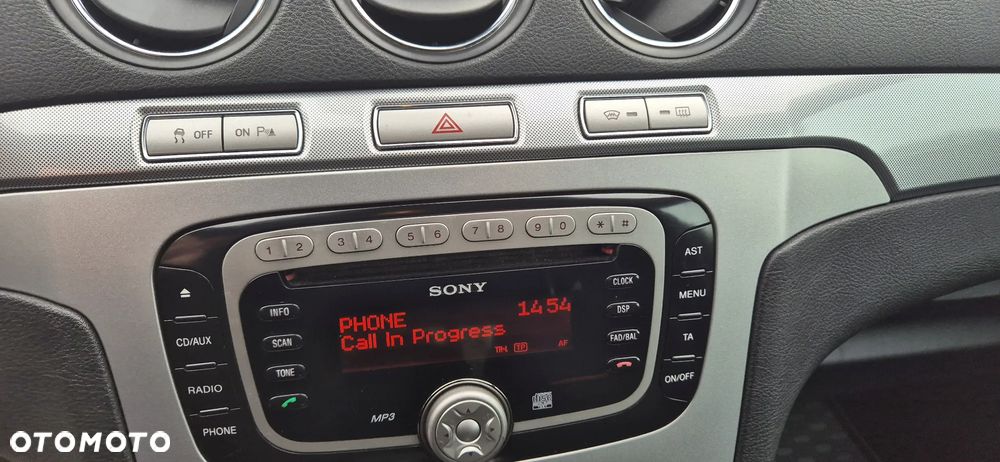 OFF ON P
1 2 3 4 5 6 7 8 9 0 * #
SONY
PHONE 14 54
Call In Progress
TP AF
INFO
SCAN
TONE
CLOCK
DSP
FAD/BAL
CD/AUX
RADIO
PHONE
AST
MENU
TA
ON/OFF
MP3
OTOMOTO